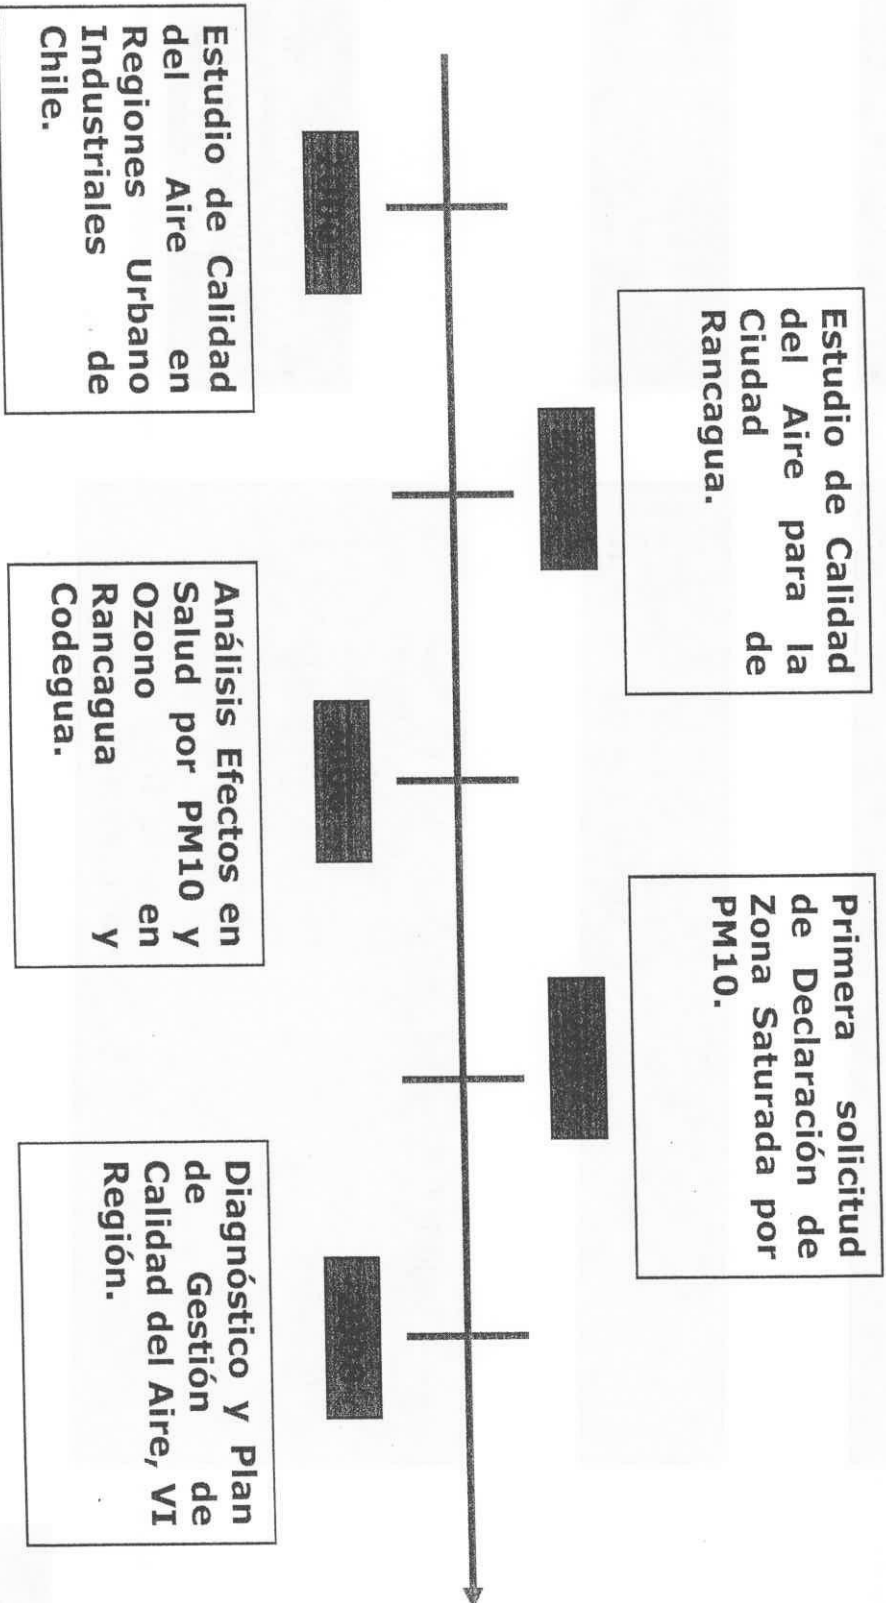 Estudio de Calidad
del Aire para la
Ciudad de
Rancagua.
Primera solicitud
de Declaración de
Zona Saturada por
PM10.
Estudio de Calidad
del Aire en
Regiones Urbano
Industriales de
Chile.
Análisis Efectos en
Salud por PM10 y
Ozono en
Rancagua y
Codegua.
Diagnóstico y Plan
de Gestión de
Calidad del Aire, VI
Región.